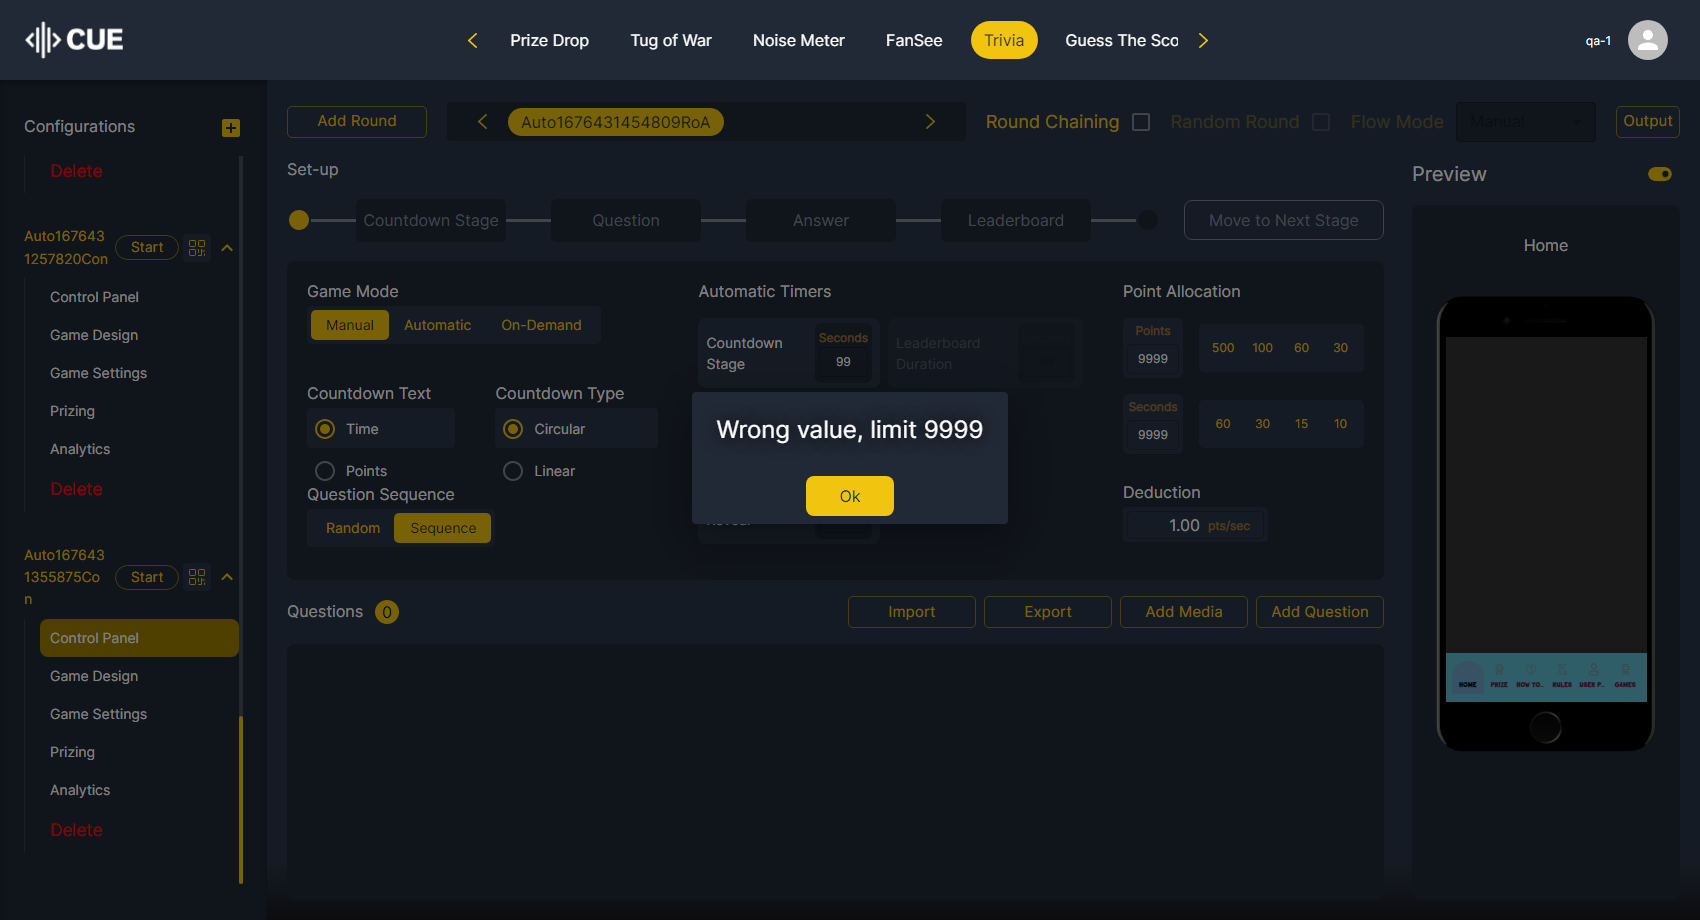 CUE
Prize Drop
Tug of War
Noise Meter
FanSee
Trivia
Guess The Sco
qa-1
Configurations
Delete
Auto167643
1257820Con
Start
Control Panel
Game Design
Game Settings
Prizing
Analytics
Delete
Auto167643
1355875Co
n
Start
Control Panel
Game Design
Game Settings
Prizing
Analytics
Delete
Add Round
Auto1676431454809RoA
Round Chaining
Random Round
Flow Mode
Manual
Output
Set-up
Countdown Stage
Question
Answer
Leaderboard
Move to Next Stage
Game Mode
Manual
Automatic
On-Demand
Countdown Text
Time
Points
Countdown Type
Circular
Linear
Question Sequence
Random
Sequence
Automatic Timers
Countdown
Stage
Seconds
99
Leaderboard
Duration
Wrong value, limit 9999
Ok
Point Allocation
Points
9999
500
100
60
30
Seconds
9999
60
30
15
10
Deduction
1.00 pts/sec
Questions
0
Import
Export
Add Media
Add Question
Preview
Home
HOME
PRIZE
HOW TO..
RULES
USER P..
GAMES